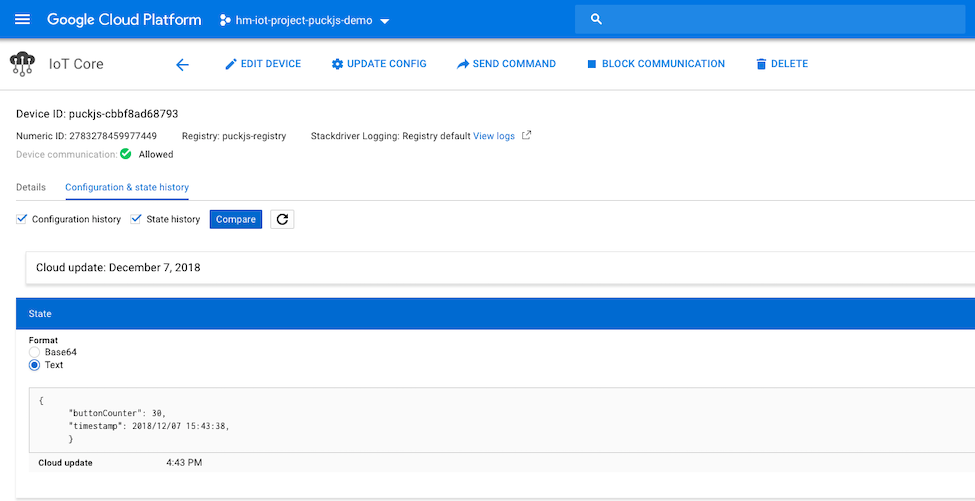 Google Cloud Platform hm-iot-project-puckjs-demo
IoT Core EDIT DEVICE UPDATE CONFIG SEND COMMAND BLOCK COMMUNICATION DELETE
Device ID: puckjs-cbbf8ad68793
Numeric ID: 2783278459977449 Registry: puckjs-registry Stackdriver Logging: Registry default View logs
Device communication: Allowed
Details Configuration & state history
Configuration history State history Compare
Cloud update: December 7, 2018
State
Format
Base64
Text
{
"buttonCounter": 30,
"timestamp": 2018/12/07 15:43:38,
}
Cloud update 4:43 PM